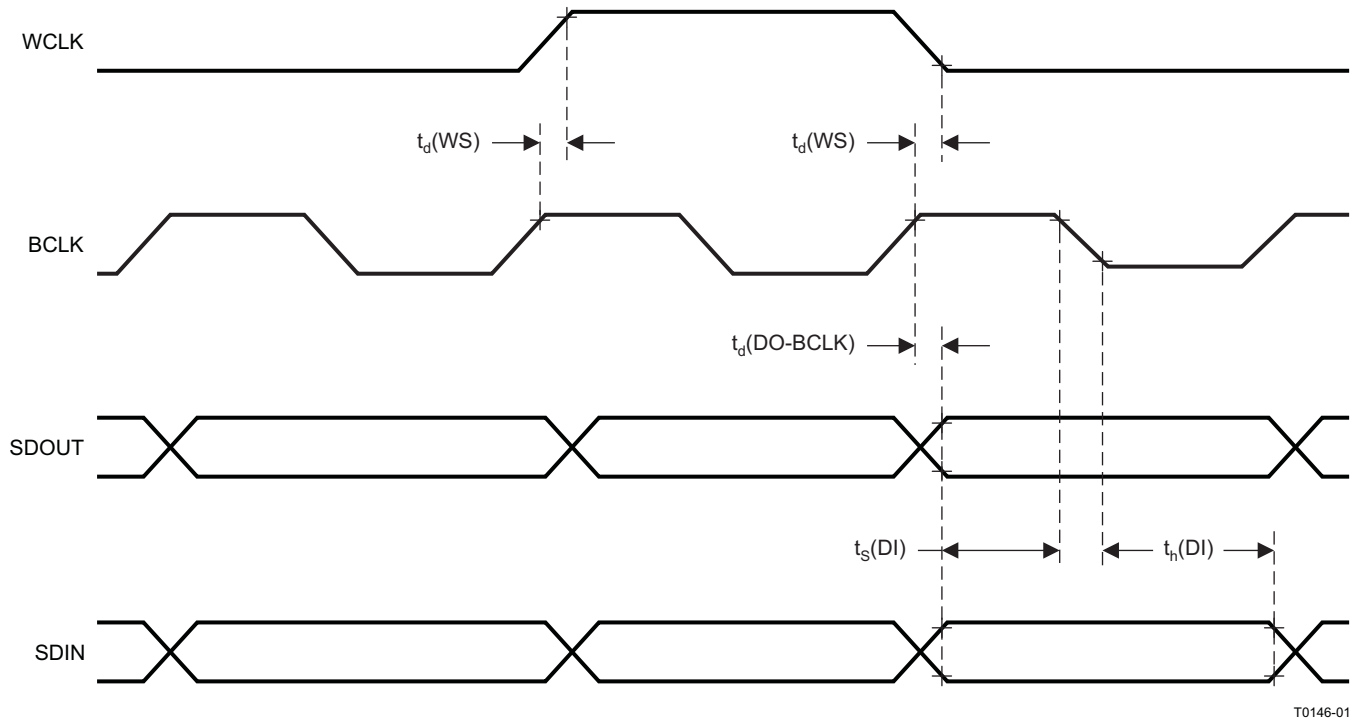 WCLK
t_d(WS) t_d(WS)
BCLK
t_d(DO-BCLK)
SDOUT
t_S(DI) t_h(DI)
SDIN
T0146-01